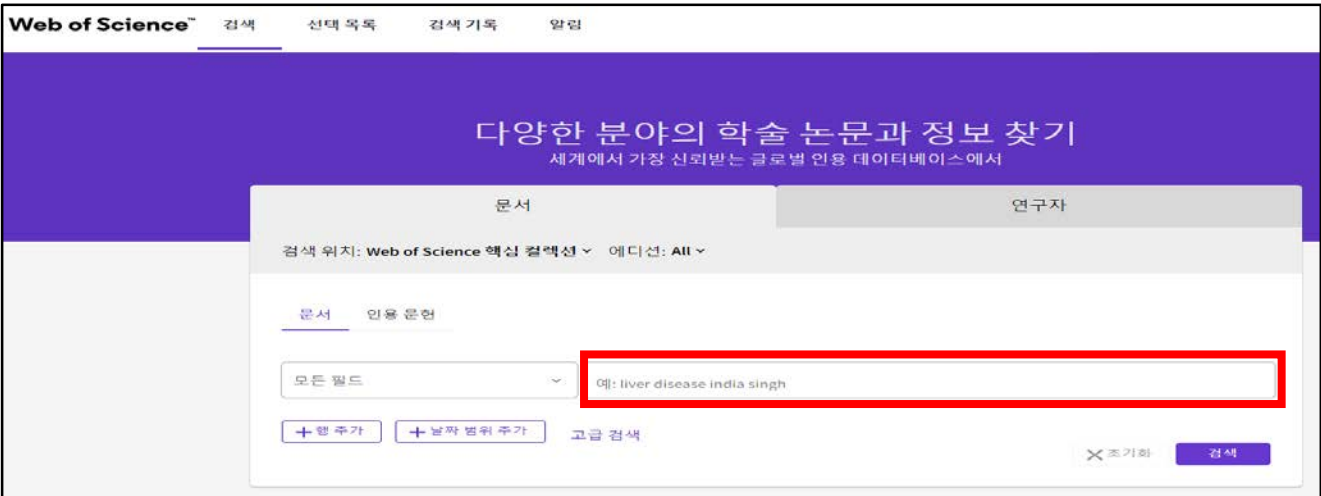 Web of Science™ 검색 선택 목록 검색 기록 알림
다양한 분야의 학술 논문과 정보 찾기
세계에서 가장 신뢰받는 글로벌 인용 데이터베이스에서
문서 연구자
검색 위치: Web of Science 핵심 컬렉션 에디션: All
문서 인용 문헌
모든 필드 예: liver disease india singh
+ 행 추가 + 날짜 범위 추가 고급 검색
× 초기화 검색